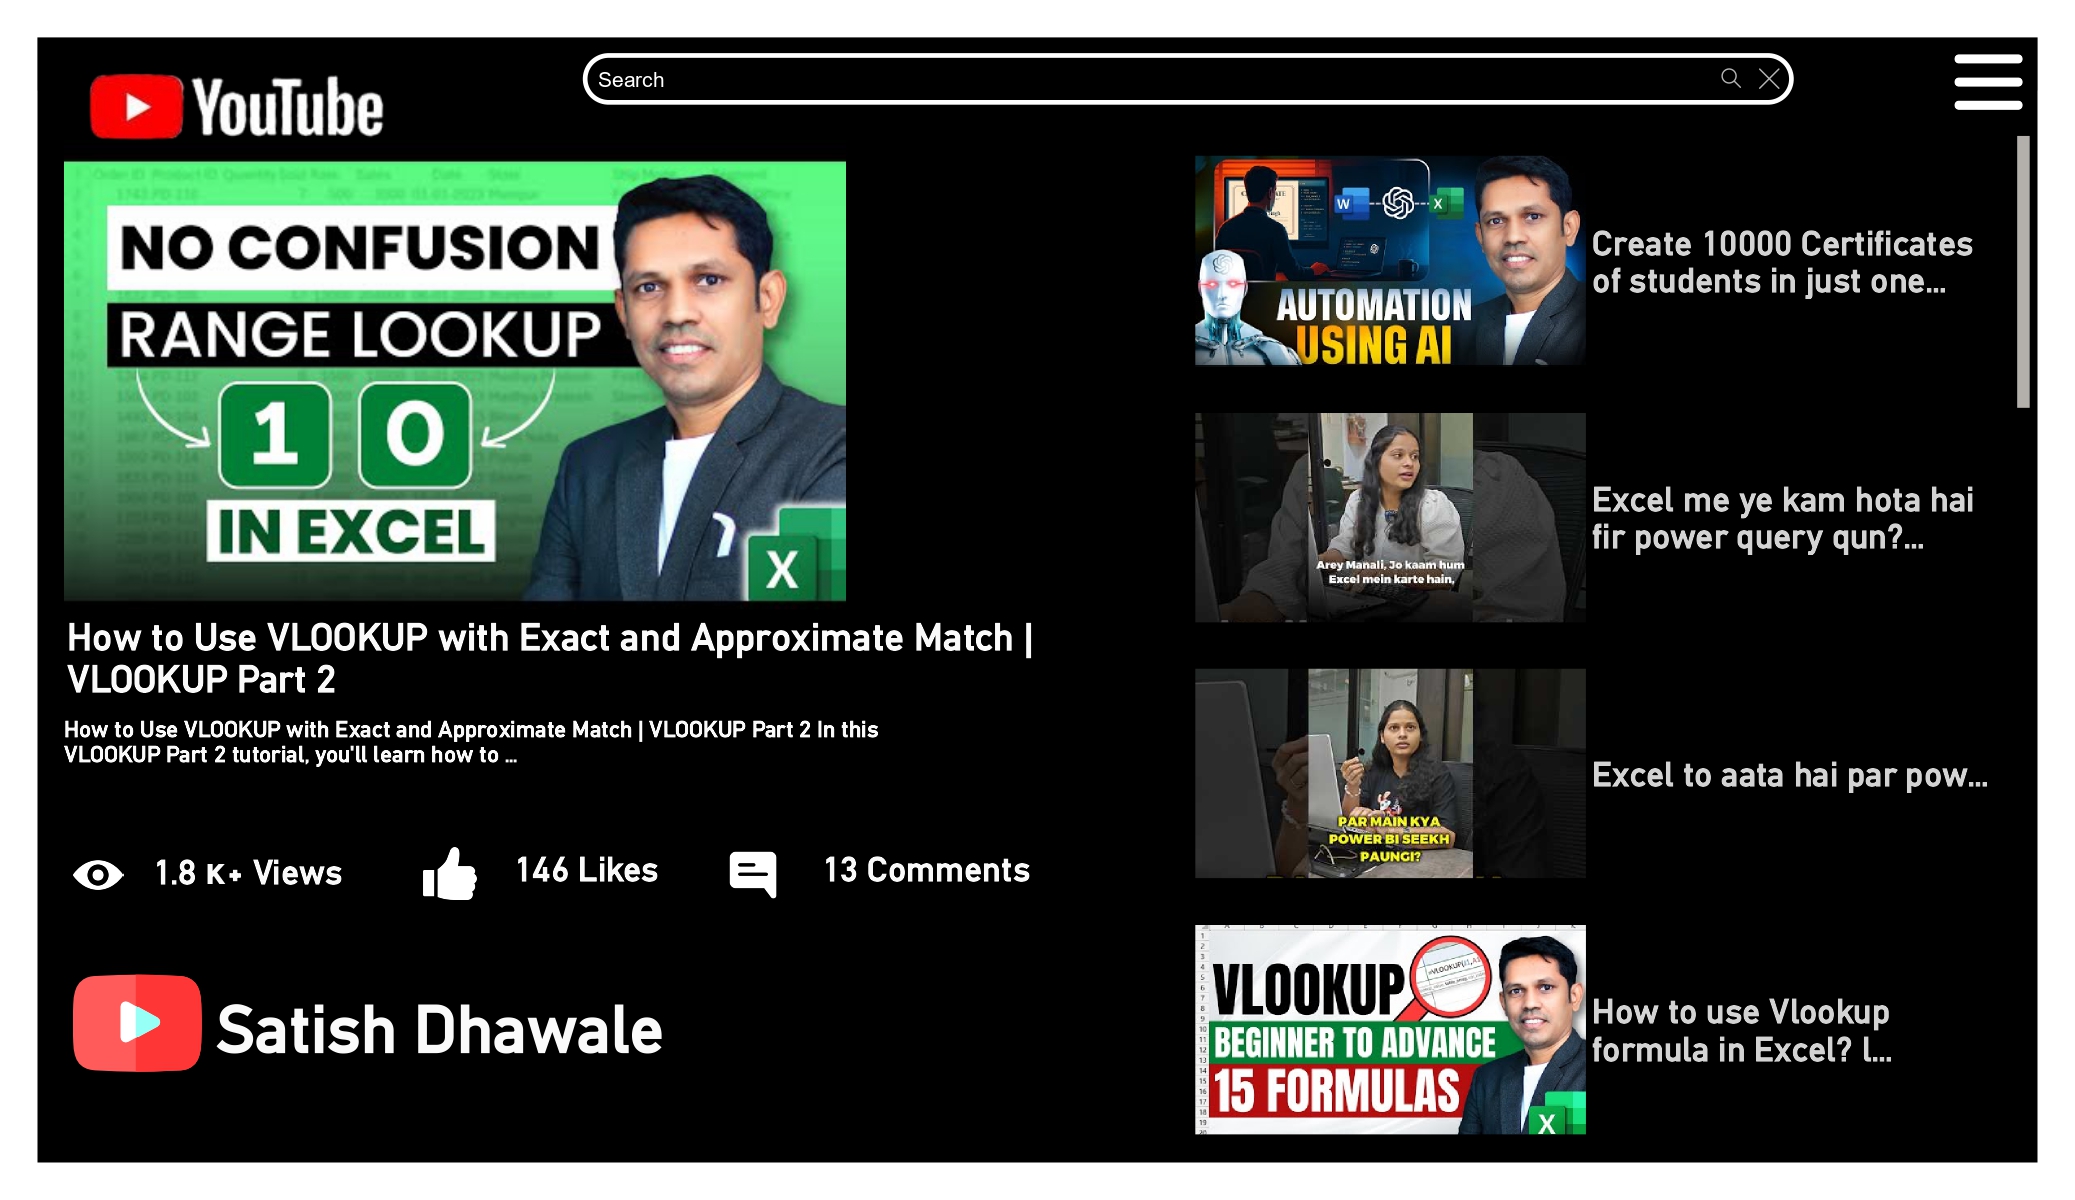 YouTube
Search
NO CONFUSION
RANGE LOOKUP
1 0
IN EXCEL
X
How to Use VLOOKUP with Exact and Approximate Match |
VLOOKUP Part 2
How to Use VLOOKUP with Exact and Approximate Match | VLOOKUP Part 2 In this
VLOOKUP Part 2 tutorial, you'll learn how to ...
1.8 K+ Views
146 Likes
13 Comments
Satish Dhawale
W
X
AUTOMATION
USING AI
Create 10000 Certificates
of students in just one...
Arey Manali, Jo kaam hum
Excel mein karte hain,
Excel me ye kam hota hai
fir power query qun?...
PAR MAIN KYA
POWER BI SEEKH
PAUNGI?
Excel to aata hai par pow...
VLOOKUP
BEGINNER TO ADVANCE
15 FORMULAS
X
How to use Vlookup
formula in Excel? l...